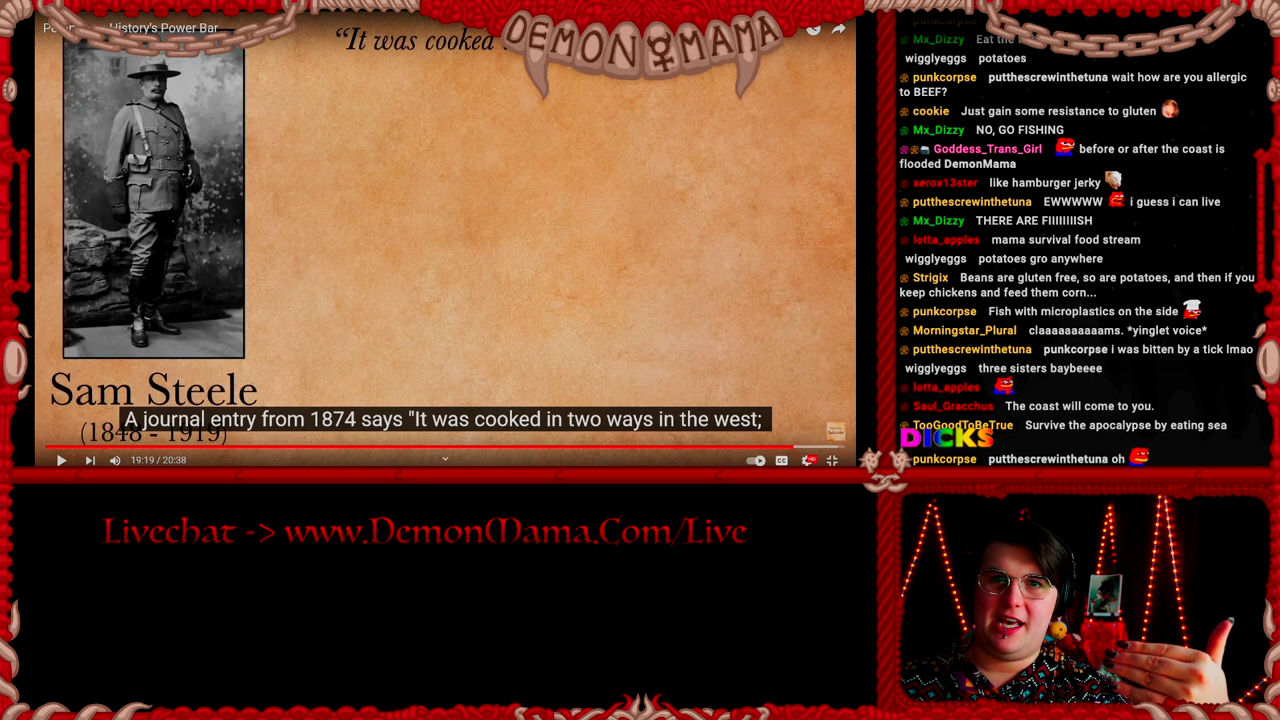 History's Power Bar
"It was cooked
DEMON MAMA
Sam Steele
(1848 - 1919)
A journal entry from 1874 says "It was cooked in two ways in the west;
19:19 / 20:38
CC
HD
Livechat -> www.DemonMama.Com/Live
punkcorpse
Mx_Dizzy Eat the
wigglyeggs potatoes
punkcorpse putthescrewinthetuna wait how are you allergic
to BEEF?
cookie Just gain some resistance to gluten
Mx_Dizzy NO, GO FISHING
Goddess_Trans_Girl before or after the coast is
flooded DemonMama
xerox13ster like hamburger jerky
putthescrewinthetuna EWWWWW i guess i can live
Mx_Dizzy THERE ARE FIIIIIIISH
lotta_apples mama survival food stream
wigglyeggs potatoes gro anywhere
Strigix Beans are gluten free, so are potatoes, and then if you
keep chickens and feed them corn...
punkcorpse Fish with microplastics on the side
Morningstar_Plural claaaaaaaaaams. *yinglet voice*
putthescrewinthetuna punkcorpse i was bitten by a tick lmao
wigglyeggs three sisters baybeeee
lotta_apples
Saul_Gracchus The coast will come to you.
TooGoodToBeTrue Survive the apocalypse by eating sea
DICKS
punkcorpse putthescrewinthetuna oh